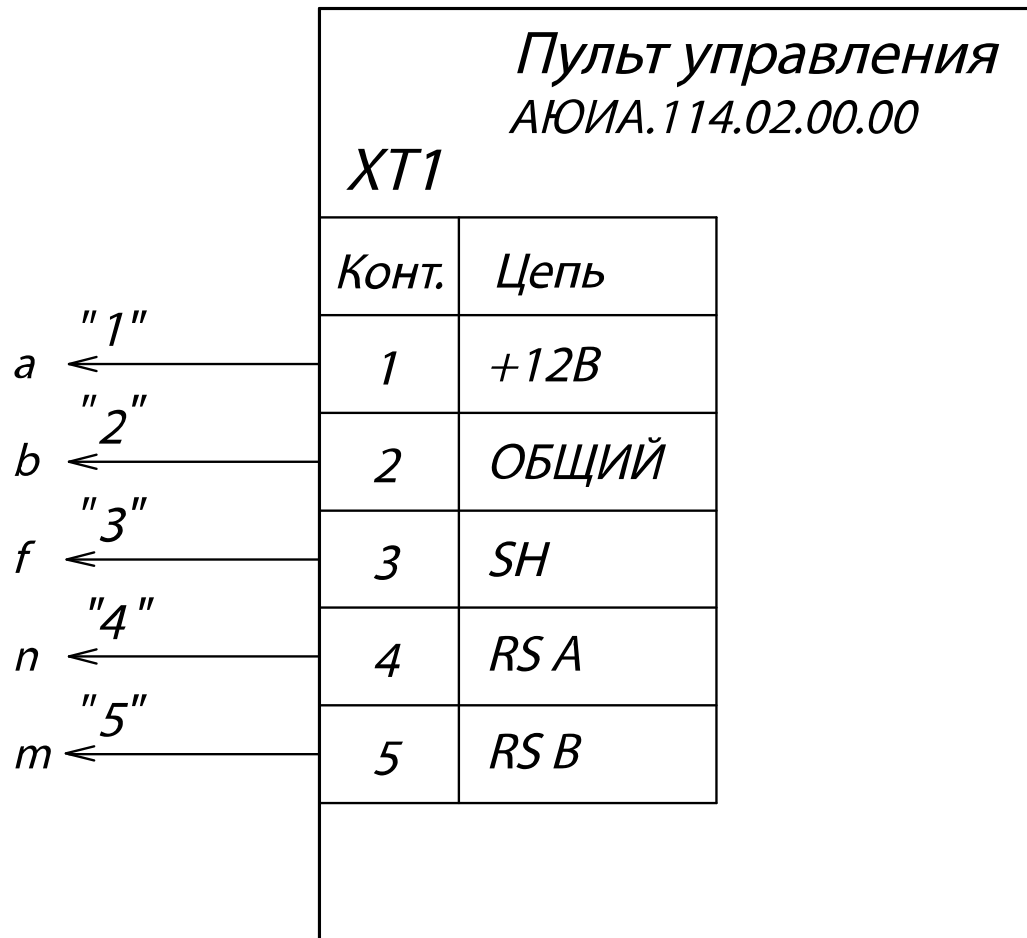 Пульт управления
АЮИА.114.02.00.00
XT1
Конт. Цепь
a "1" 1 +12В
b "2" 2 ОБЩИЙ
f "3" 3 SH
n "4" 4 RS A
m "5" 5 RS B